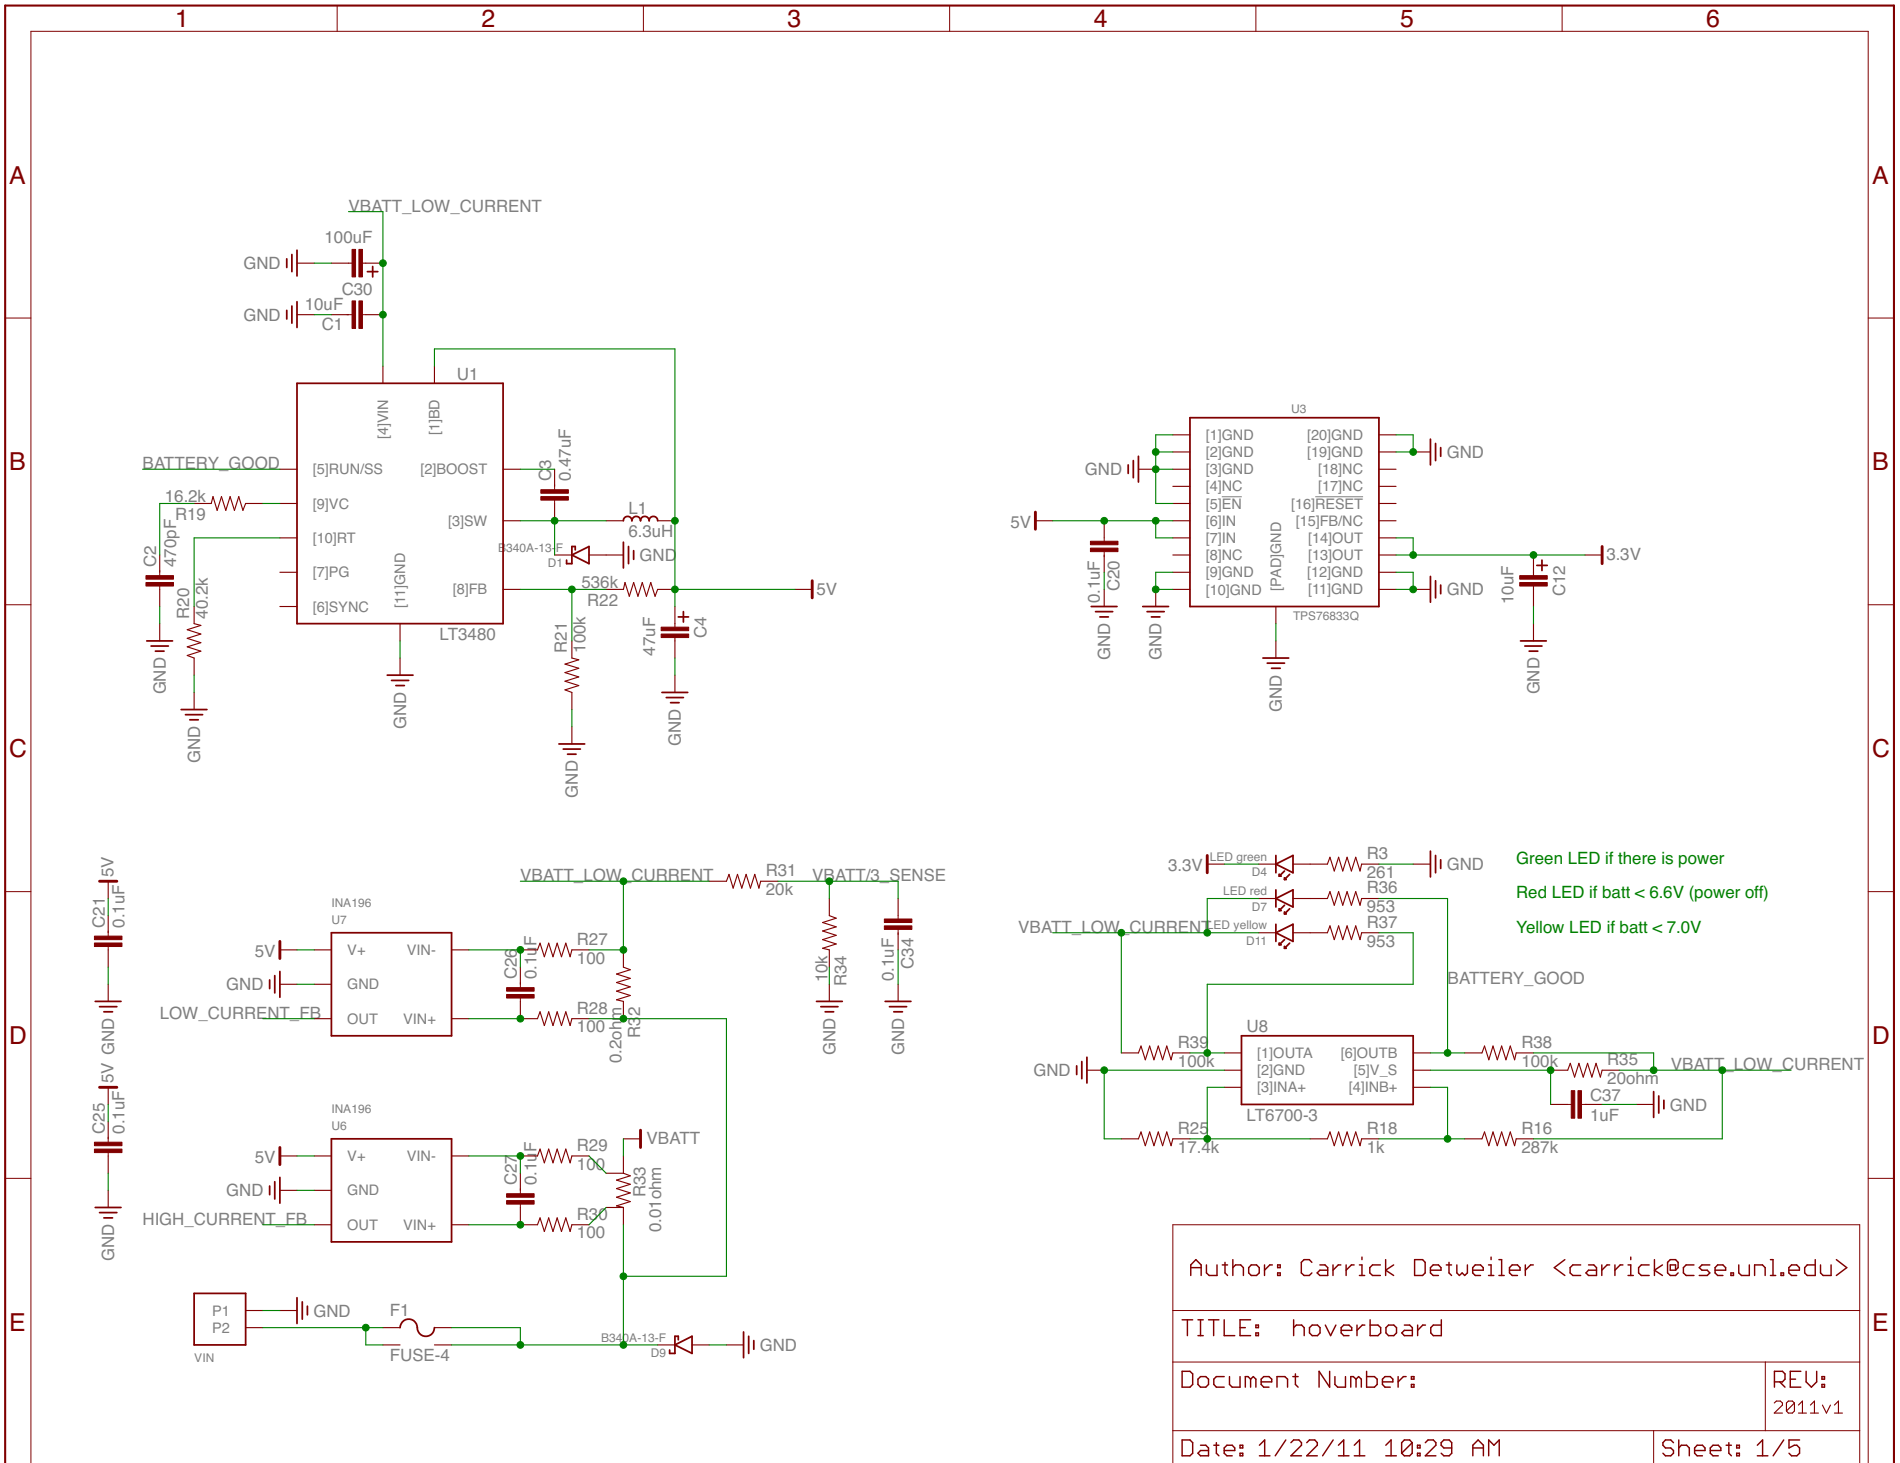 1 2 3 4 5 6
A A
B B
C C
D D
E E
VBATT_LOW_CURRENT
100uF
GND
C30
10uF
GND
C1
U1
[4]VIN
[1]BD
BATTERY_GOOD
[5]RUN/SS
[2]BOOST
C3
0.47uF
16.2k
R19
[9]VC
[3]SW
L1
6.3uH
[10]RT
B340A-13-F
D1
GND
C2
470pF
[7]PG
[11]GND
[8]FB
536k
R22
5V
R20
40.2k
[6]SYNC
LT3480
R21
100k
47uF
C4
GND
GND
GND
GND
GND
U3
[1]GND
[2]GND
[3]GND
[4]NC
[5]EN
[6]IN
[7]IN
[8]NC
[9]GND
[10]GND
[20]GND
[19]GND
[18]NC
[17]NC
[16]RESET
[15]FB/NC
[14]OUT
[13]OUT
[12]GND
[11]GND
[PAD]GND
TPS76833Q
GND
GND
5V
0.1uF
C20
3.3V
10uF
C12
GND
GND
GND
GND
GND
5V
C21
0.1uF
GND
INA196
U7
5V
V+
VIN-
GND
GND
LOW_CURRENT_FB
OUT
VIN+
C26
0.1uF
R27
100
R28
100
0.2ohm
R32
VBATT_LOW_CURRENT
R31
20k
VBATT/3_SENSE
10k
R34
0.1uF
C34
GND
GND
5V
C25
0.1uF
GND
INA196
U6
5V
V+
VIN-
GND
GND
HIGH_CURRENT_FB
OUT
VIN+
C27
0.1uF
R29
100
R30
100
R33
0.01ohm
VBATT
P1
P2
VIN
GND
F1
FUSE-4
B340A-13-F
D9
GND
3.3V
LED green
D4
R3
261
GND
LED red
D7
R36
953
VBATT_LOW_CURRENT
LED yellow
D11
R37
953
Green LED if there is power
Red LED if batt < 6.6V (power off)
Yellow LED if batt < 7.0V
BATTERY_GOOD
U8
R39
100k
[1]OUTA
[2]GND
[3]INA+
[6]OUTB
[5]V_S
[4]INB+
LT6700-3
R38
100k
R35
20ohm
VBATT_LOW_CURRENT
GND
C37
1uF
GND
R25
17.4k
R18
1k
R16
287k
Author: Carrick Detweiler <carrick@cse.unl.edu>
TITLE: hoverboard
Document Number:
REV:
2011v1
Date: 1/22/11 10:29 AM
Sheet: 1/5